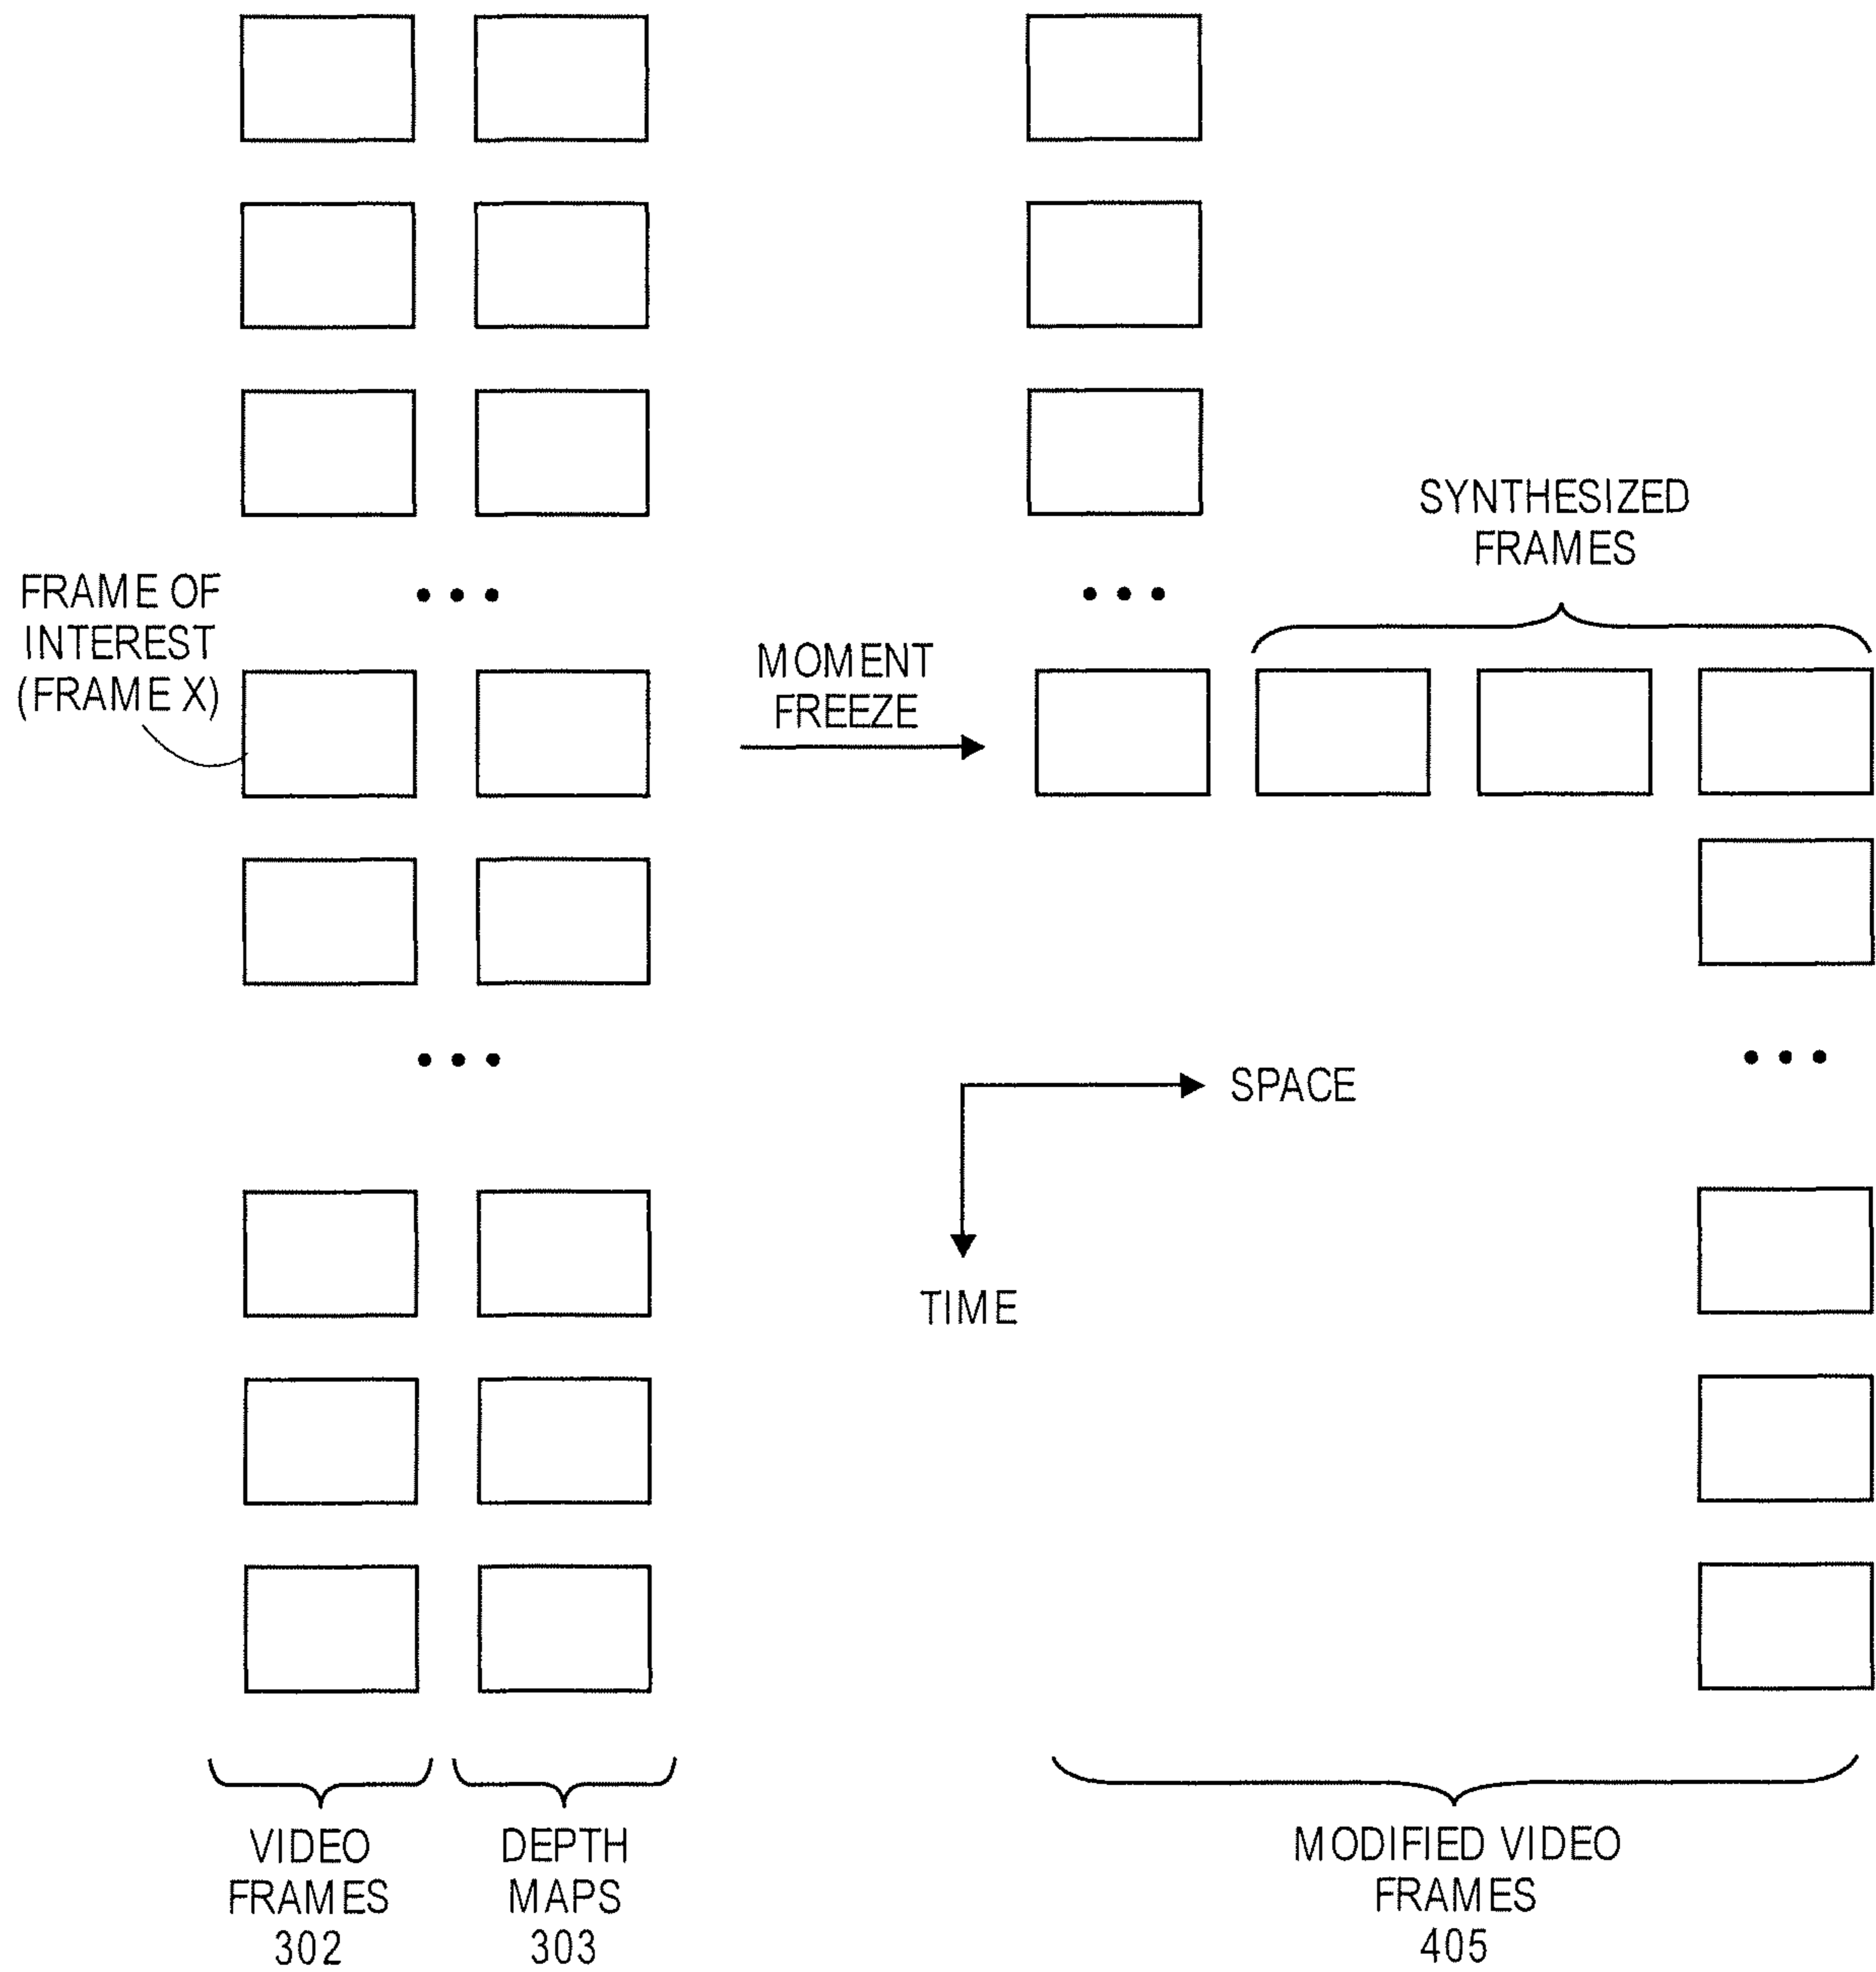 SYNTHESIZED
FRAMES
FRAME OF
INTEREST
(FRAME X)
MOMENT
FREEZE
SPACE
TIME
VIDEO
FRAMES
302
DEPTH
MAPS
303
MODIFIED VIDEO
FRAMES
405